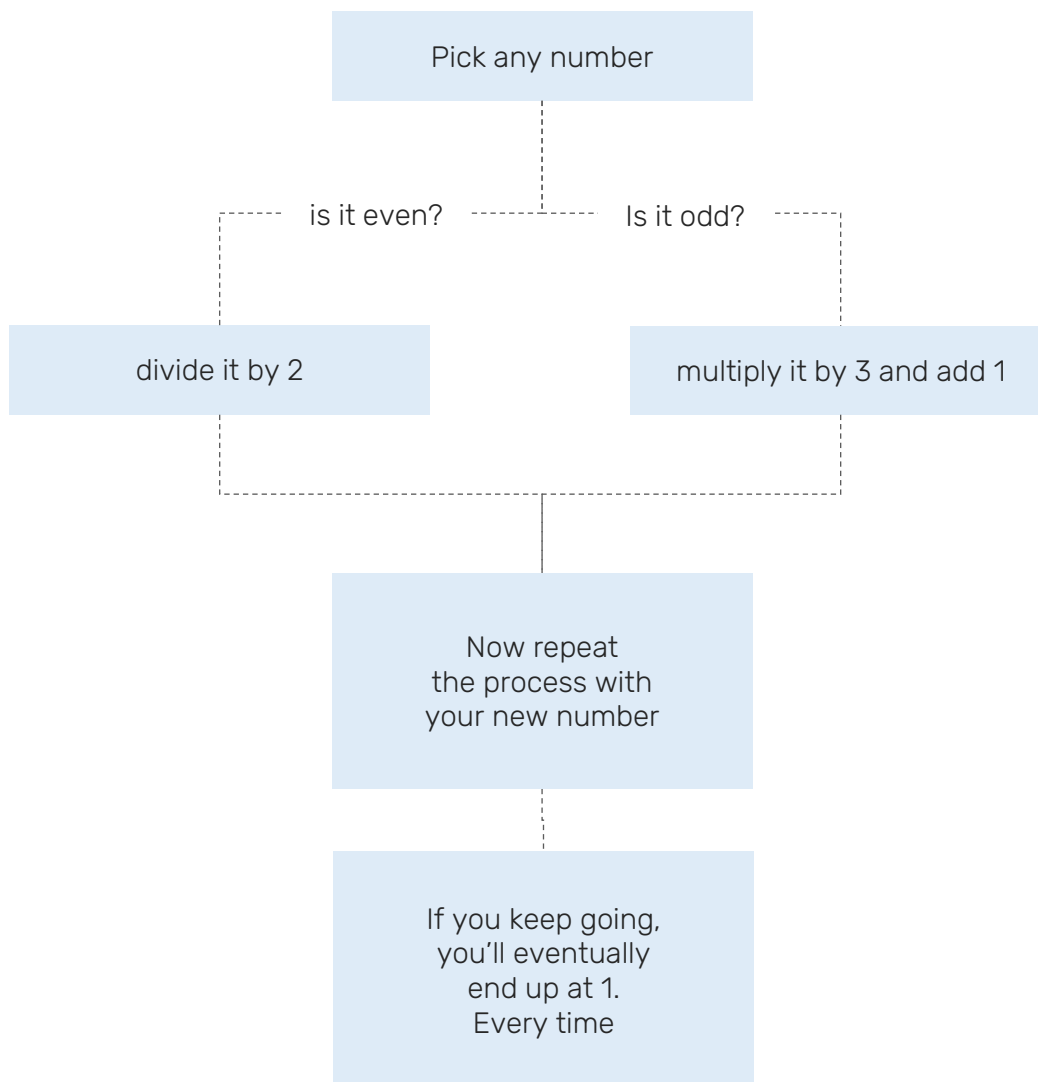 Pick any number
is it even?
Is it odd?
divide it by 2
multiply it by 3 and add 1
Now repeat
the process with
your new number
If you keep going,
you'll eventually
end up at 1.
Every time